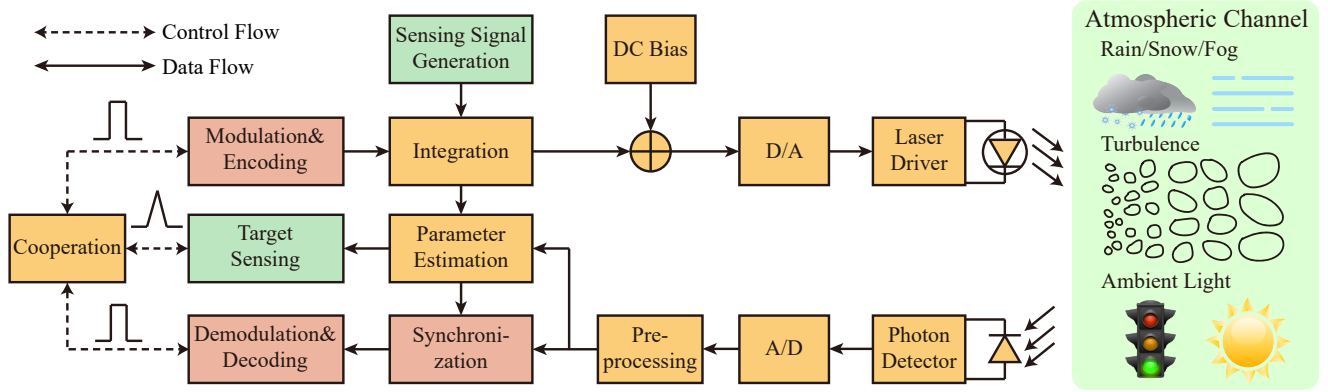 Control Flow
Data Flow
Sensing Signal
Generation
DC Bias
Atmospheric Channel
Rain/Snow/Fog
Modulation&
Encoding
Integration
D/A
Laser
Driver
Turbulence
Cooperation
Target
Sensing
Parameter
Estimation
Ambient Light
Demodulation&
Decoding
Synchroni-
zation
Pre-
processing
A/D
Photon
Detector